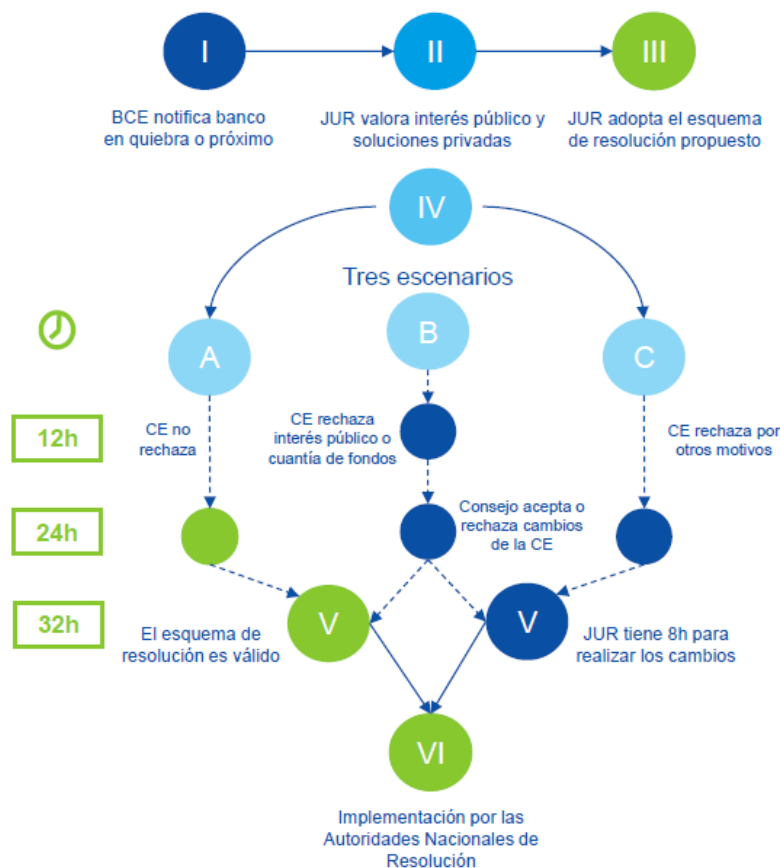 I
II
III
BCE notifica banco
en quiebra o próximo
JUR valora interés público y
soluciones privadas
JUR adopta el esquema
de resolución propuesto
IV
Tres escenarios
A
B
C
12h
CE no
rechaza
CE rechaza
interés público o
cuantía de fondos
CE rechaza por
otros motivos
24h
Consejo acepta o
rechaza cambios
de la CE
32h
El esquema de
resolución es válido
V
V
JUR tiene 8h para
realizar los cambios
VI
Implementación por las
Autoridades Nacionales de
Resolución